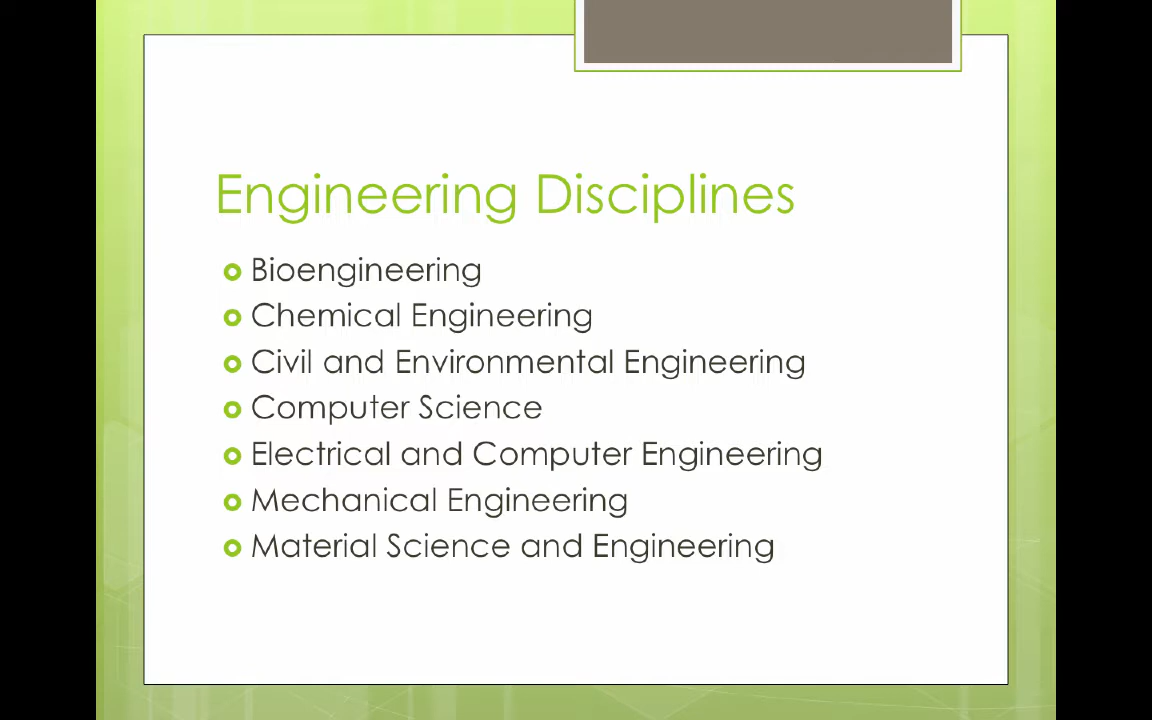 Engineering Disciplines
Bioengineering
Chemical Engineering
Civil and Environmental Engineering
Computer Science
Electrical and Computer Engineering
Mechanical Engineering
Material Science and Engineering